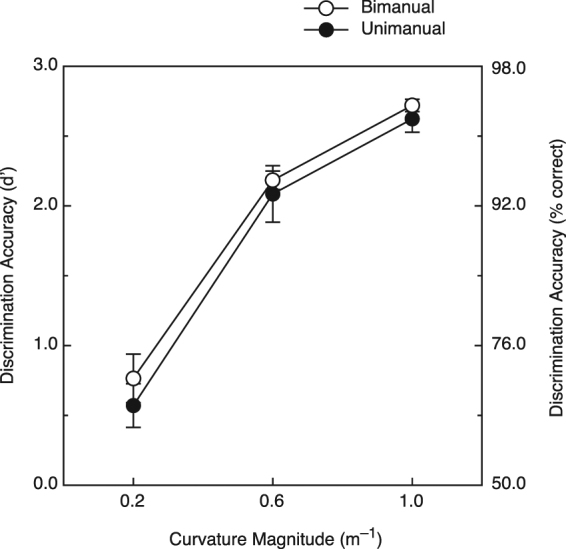 Bimanual
Unimanual
3.0
2.0
1.0
0.0
98.0
92.0
76.0
50.0
0.2 0.6 1.0
Discrimination Accuracy (d’)
Discrimination Accuracy (% correct)
Curvature Magnitude (m⁻¹)